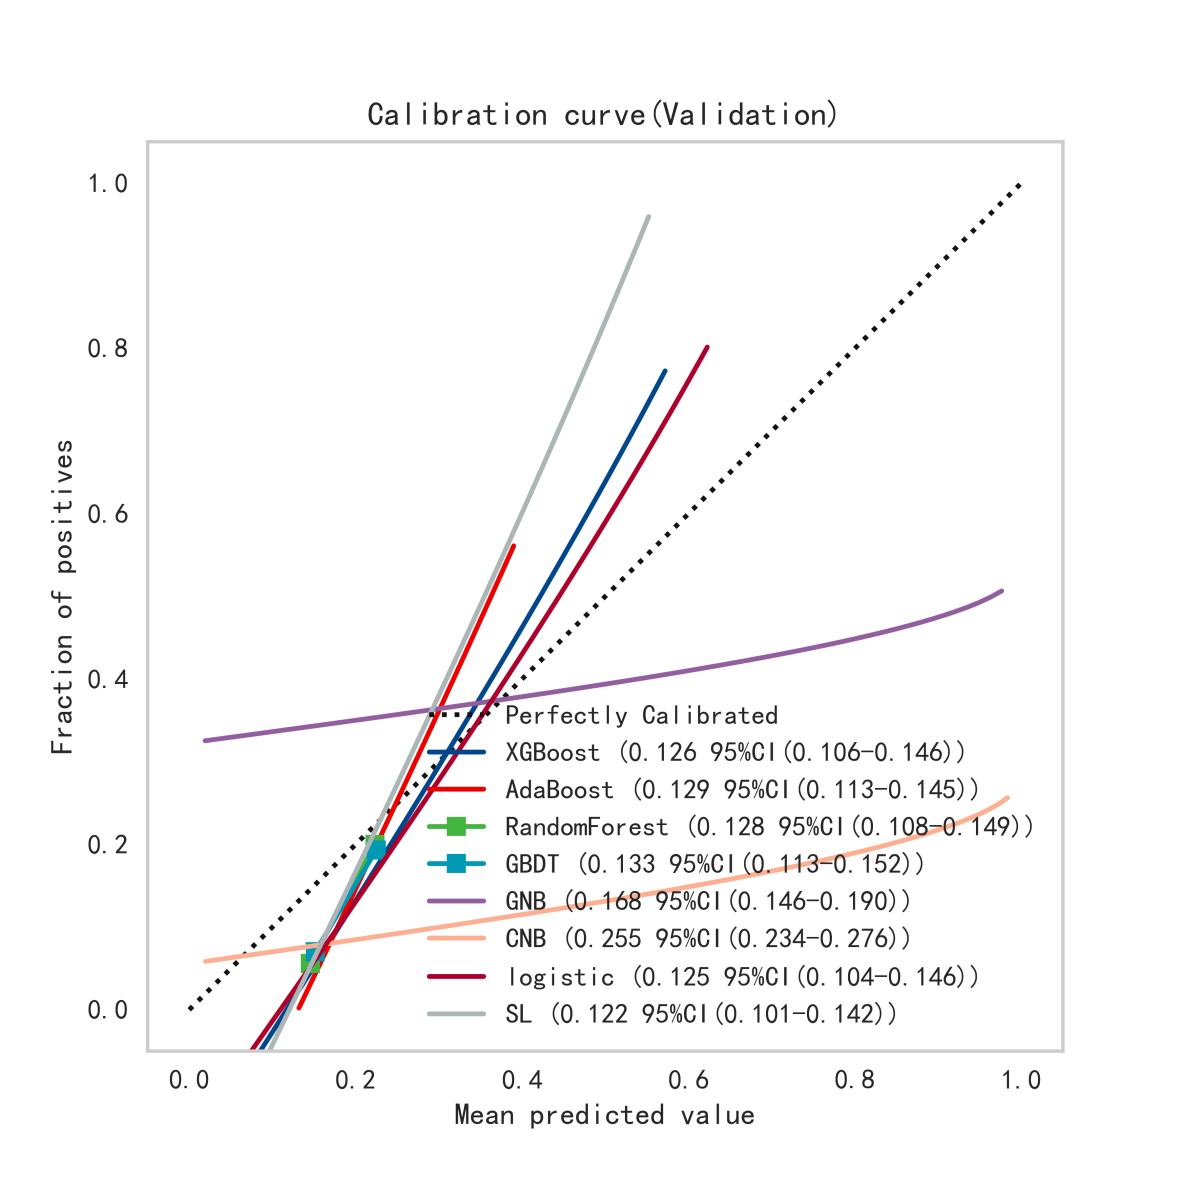 Calibration curve(Validation)
1.0
0.8
0.6
0.4
0.2
0.0
Fraction of positives
Perfectly Calibrated
XGBoost (0.126 95%CI(0.106-0.146))
AdaBoost (0.129 95%CI(0.113-0.145))
RandomForest (0.128 95%CI(0.108-0.149))
GBDT (0.133 95%CI(0.113-0.152))
GNB (0.168 95%CI(0.146-0.190))
CNB (0.255 95%CI(0.234-0.276))
logistic (0.125 95%CI(0.104-0.146))
SL (0.122 95%CI(0.101-0.142))
0.0 0.2 0.4 0.6 0.8 1.0
Mean predicted value